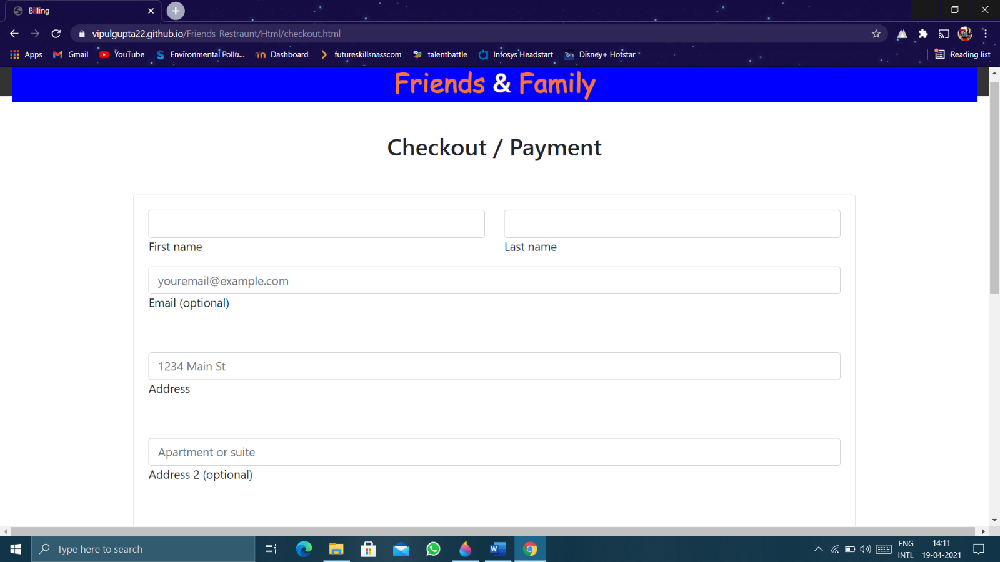 Billing
vipulgupta22.github.io/Friends-Restraunt/Html/checkout.html
Apps Gmail YouTube Environmental Pollu... Dashboard futureskillsnasscom talentbattle Infosys Headstart Disney+ Hotstar Reading list
Friends & Family
Checkout / Payment
First name Last name
youremail@example.com
Email (optional)
1234 Main St
Address
Apartment or suite
Address 2 (optional)
Type here to search
ENG 14:11
INTL 19-04-2021